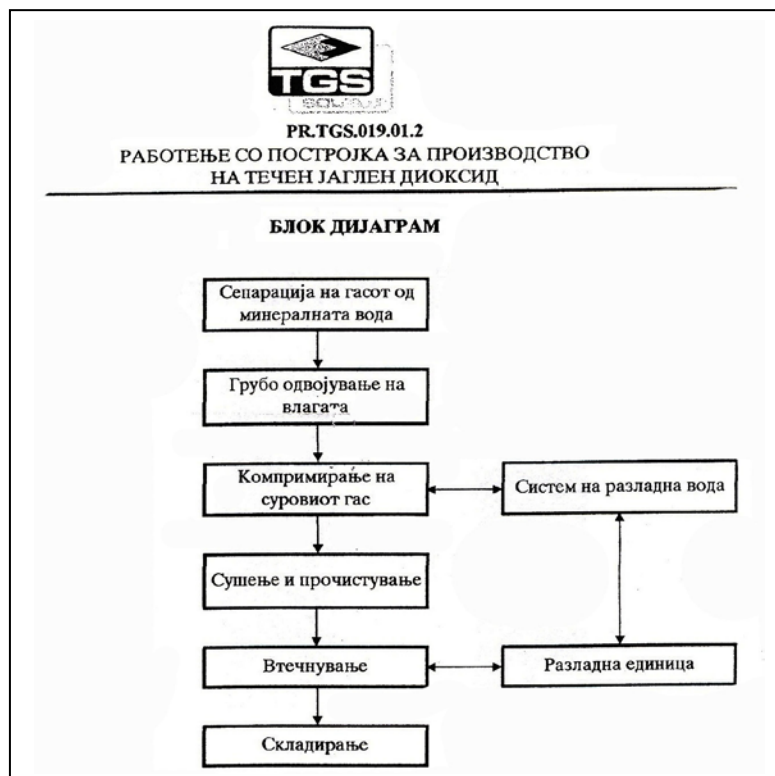 TGS
PR.TGS.019.01.2
РАБОТЕЊЕ СО ПОСТРОЈКА ЗА ПРОИЗВОДСТВО
НА ТЕЧЕН ЈАГЛЕН ДИОКСИД
БЛОК ДИЈАГРАМ
Сепарација на гасот од
минералната вода
Грубо одвојување на
влагата
Компримирање на
суровиот гас
Систем на разладна вода
Сушење и прочистување
Втечнување
Разладна единица
Складирање